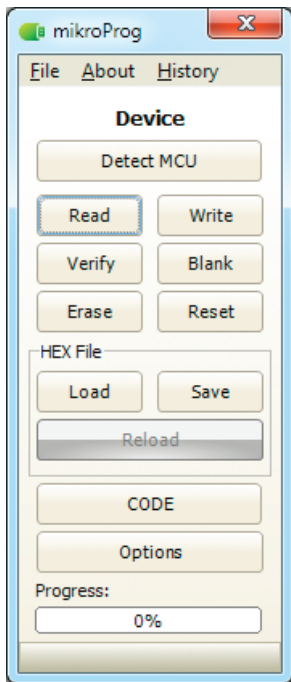 mikroProg
File About History
Device
Detect MCU
Read Write
Verify Blank
Erase Reset
HEX File
Load Save
Reload
CODE
Options
Progress:
0%